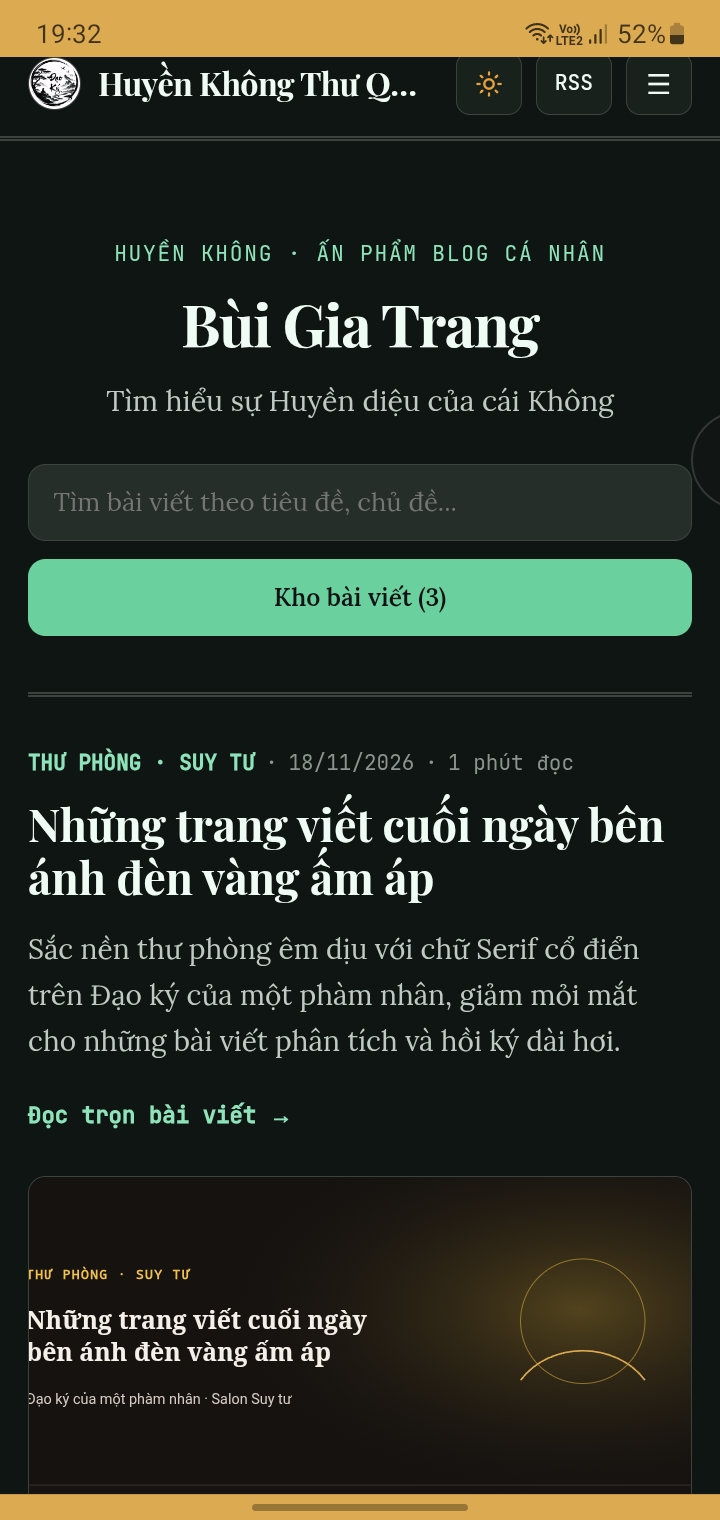 19:32
Vo)) LTE2 52%
Đạo Ký
Huyền Không Thư Q...
RSS
HUYỀN KHÔNG · ẤN PHẨM BLOG CÁ NHÂN
Bùi Gia Trang
Tìm hiểu sự Huyền diệu của cái Không
Tìm bài viết theo tiêu đề, chủ đề...
Kho bài viết (3)
THƯ PHÒNG · SUY TƯ · 18/11/2026 · 1 phút đọc
Những trang viết cuối ngày bên
ánh đèn vàng ấm áp
Sắc nền thư phòng êm dịu với chữ Serif cổ điển
trên Đạo ký của một phàm nhân, giảm mỏi mắt
cho những bài viết phân tích và hồi ký dài hơi.
Đọc trọn bài viết →
THƯ PHÒNG · SUY TƯ
Những trang viết cuối ngày
bên ánh đèn vàng ấm áp
Đạo ký của một phàm nhân · Salon Suy tư